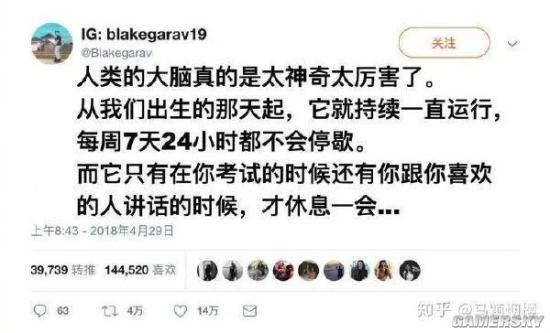 IG: blakegarav19
@Blakegarav
关注
人类的大脑真的是太神奇太厉害了。
从我们出生的那天起，它就持续一直运行，
每周7天24小时都不会停歇。
而它只有在你考试的时候还有你跟你喜欢
的人讲话的时候，才休息一会...
上午8:43 - 2018年4月29日
39,739 转推 144,520 喜欢
63 4万 14万
知乎 @马颖烟樱
GAMERSKY